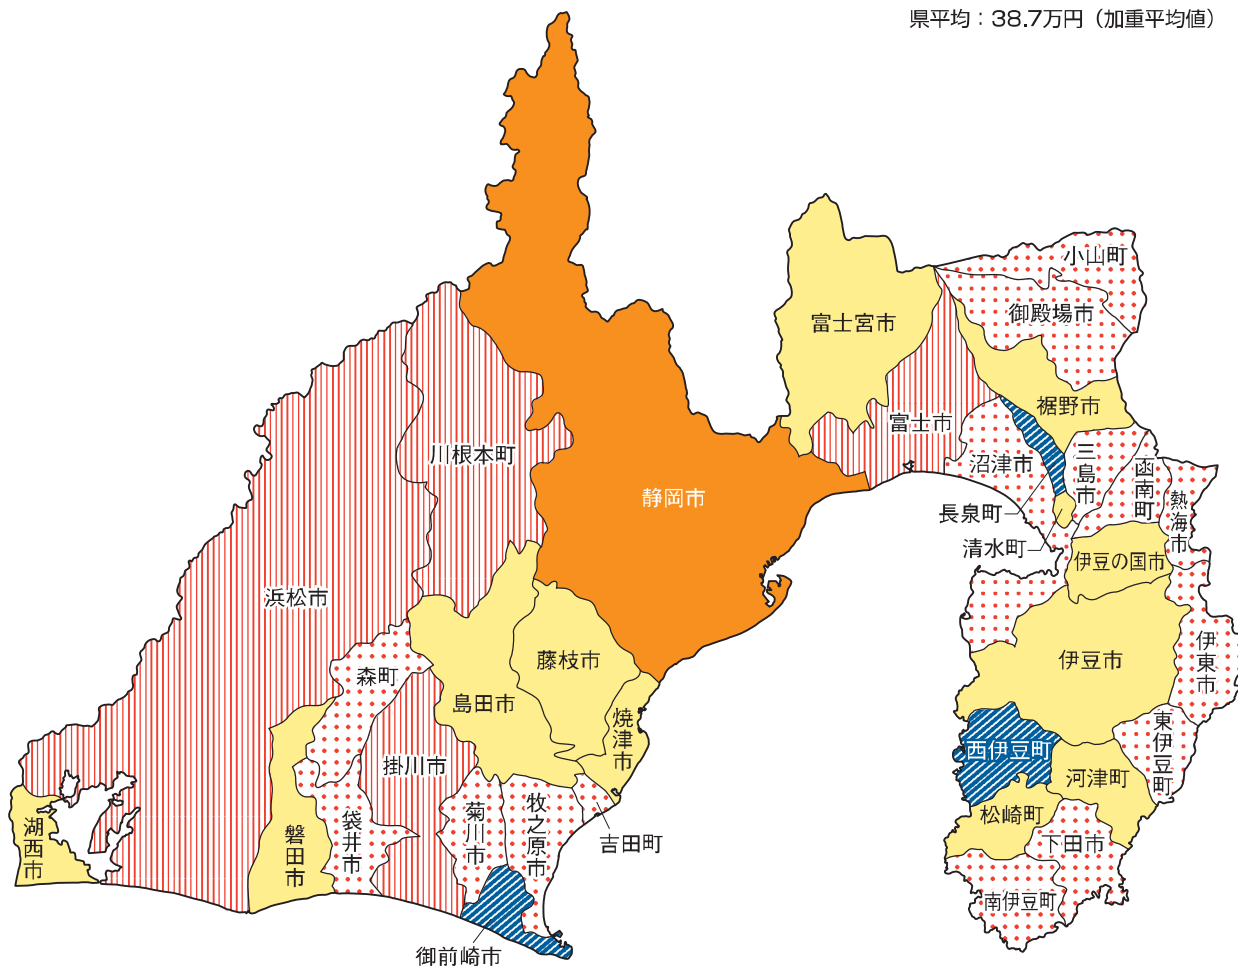 県平均：38.7万円（加重平均値）
小山町
御殿場市
富士宮市
裾野市
富士市
沼津市
三島市
函南町
熱海市
川根本町
静岡市
長泉町
清水町
伊豆の国市
浜松市
伊豆市
伊東市
藤枝市
森町
島田市
焼津市
東伊豆町
西伊豆町
掛川市
河津町
松崎町
湖西市
磐田市
袋井市
菊川市
牧之原市
吉田町
下田市
南伊豆町
御前崎市